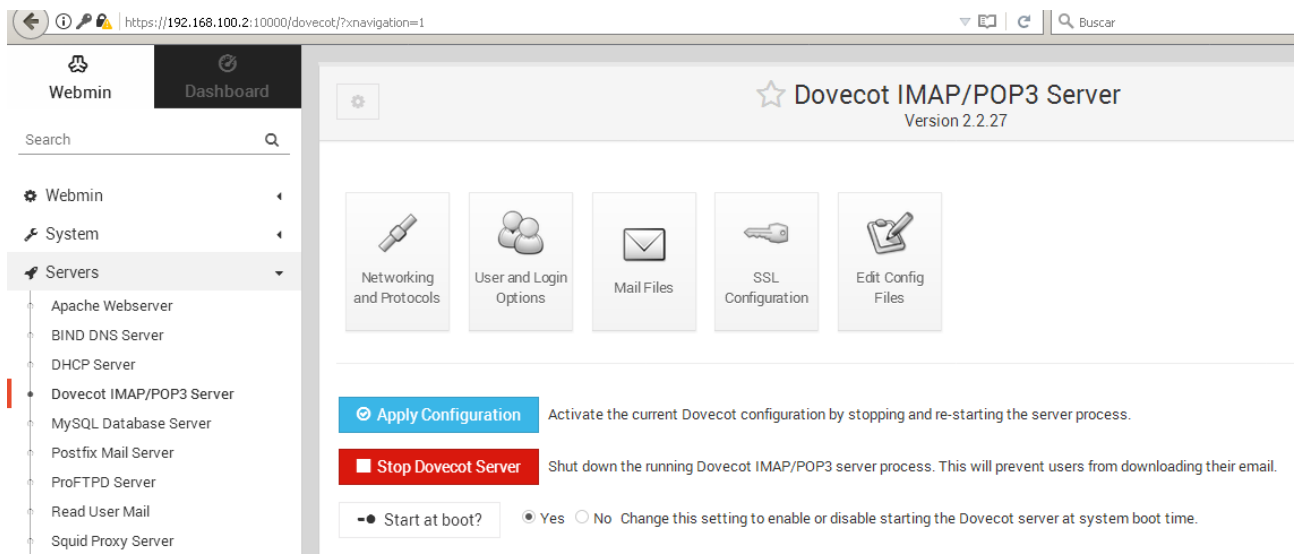 https://192.168.100.2:10000/dovecot/?xnavigation=1
Buscar
Webmin
Dashboard
Search
Webmin
System
Servers
Apache Webserver
BIND DNS Server
DHCP Server
Dovecot IMAP/POP3 Server
MySQL Database Server
Postfix Mail Server
ProFTPD Server
Read User Mail
Squid Proxy Server
Dovecot IMAP/POP3 Server
Version 2.2.27
Networking
and Protocols
User and Login
Options
Mail Files
SSL
Configuration
Edit Config
Files
Apply Configuration Activate the current Dovecot configuration by stopping and re-starting the server process.
Stop Dovecot Server Shut down the running Dovecot IMAP/POP3 server process. This will prevent users from downloading their email.
Start at boot? Yes No Change this setting to enable or disable starting the Dovecot server at system boot time.